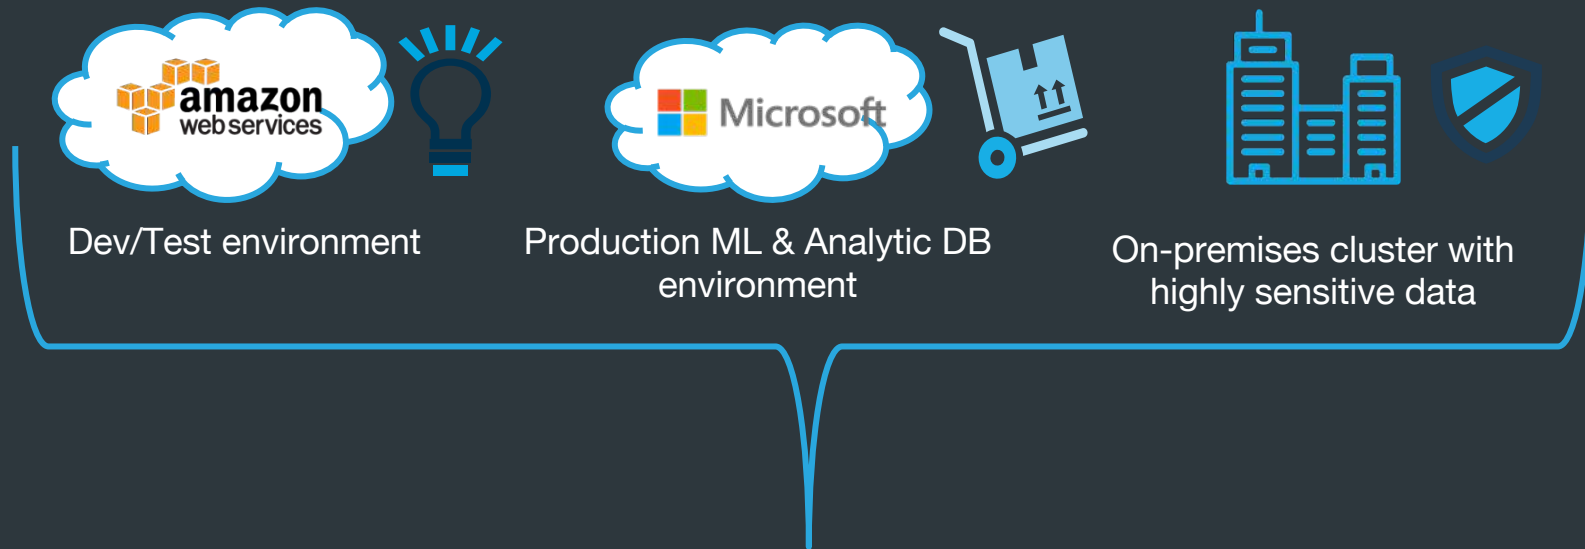 amazon
webservices
Microsoft
Dev/Test environment
Production ML & Analytic DB
environment
On-premises cluster with
highly sensitive data